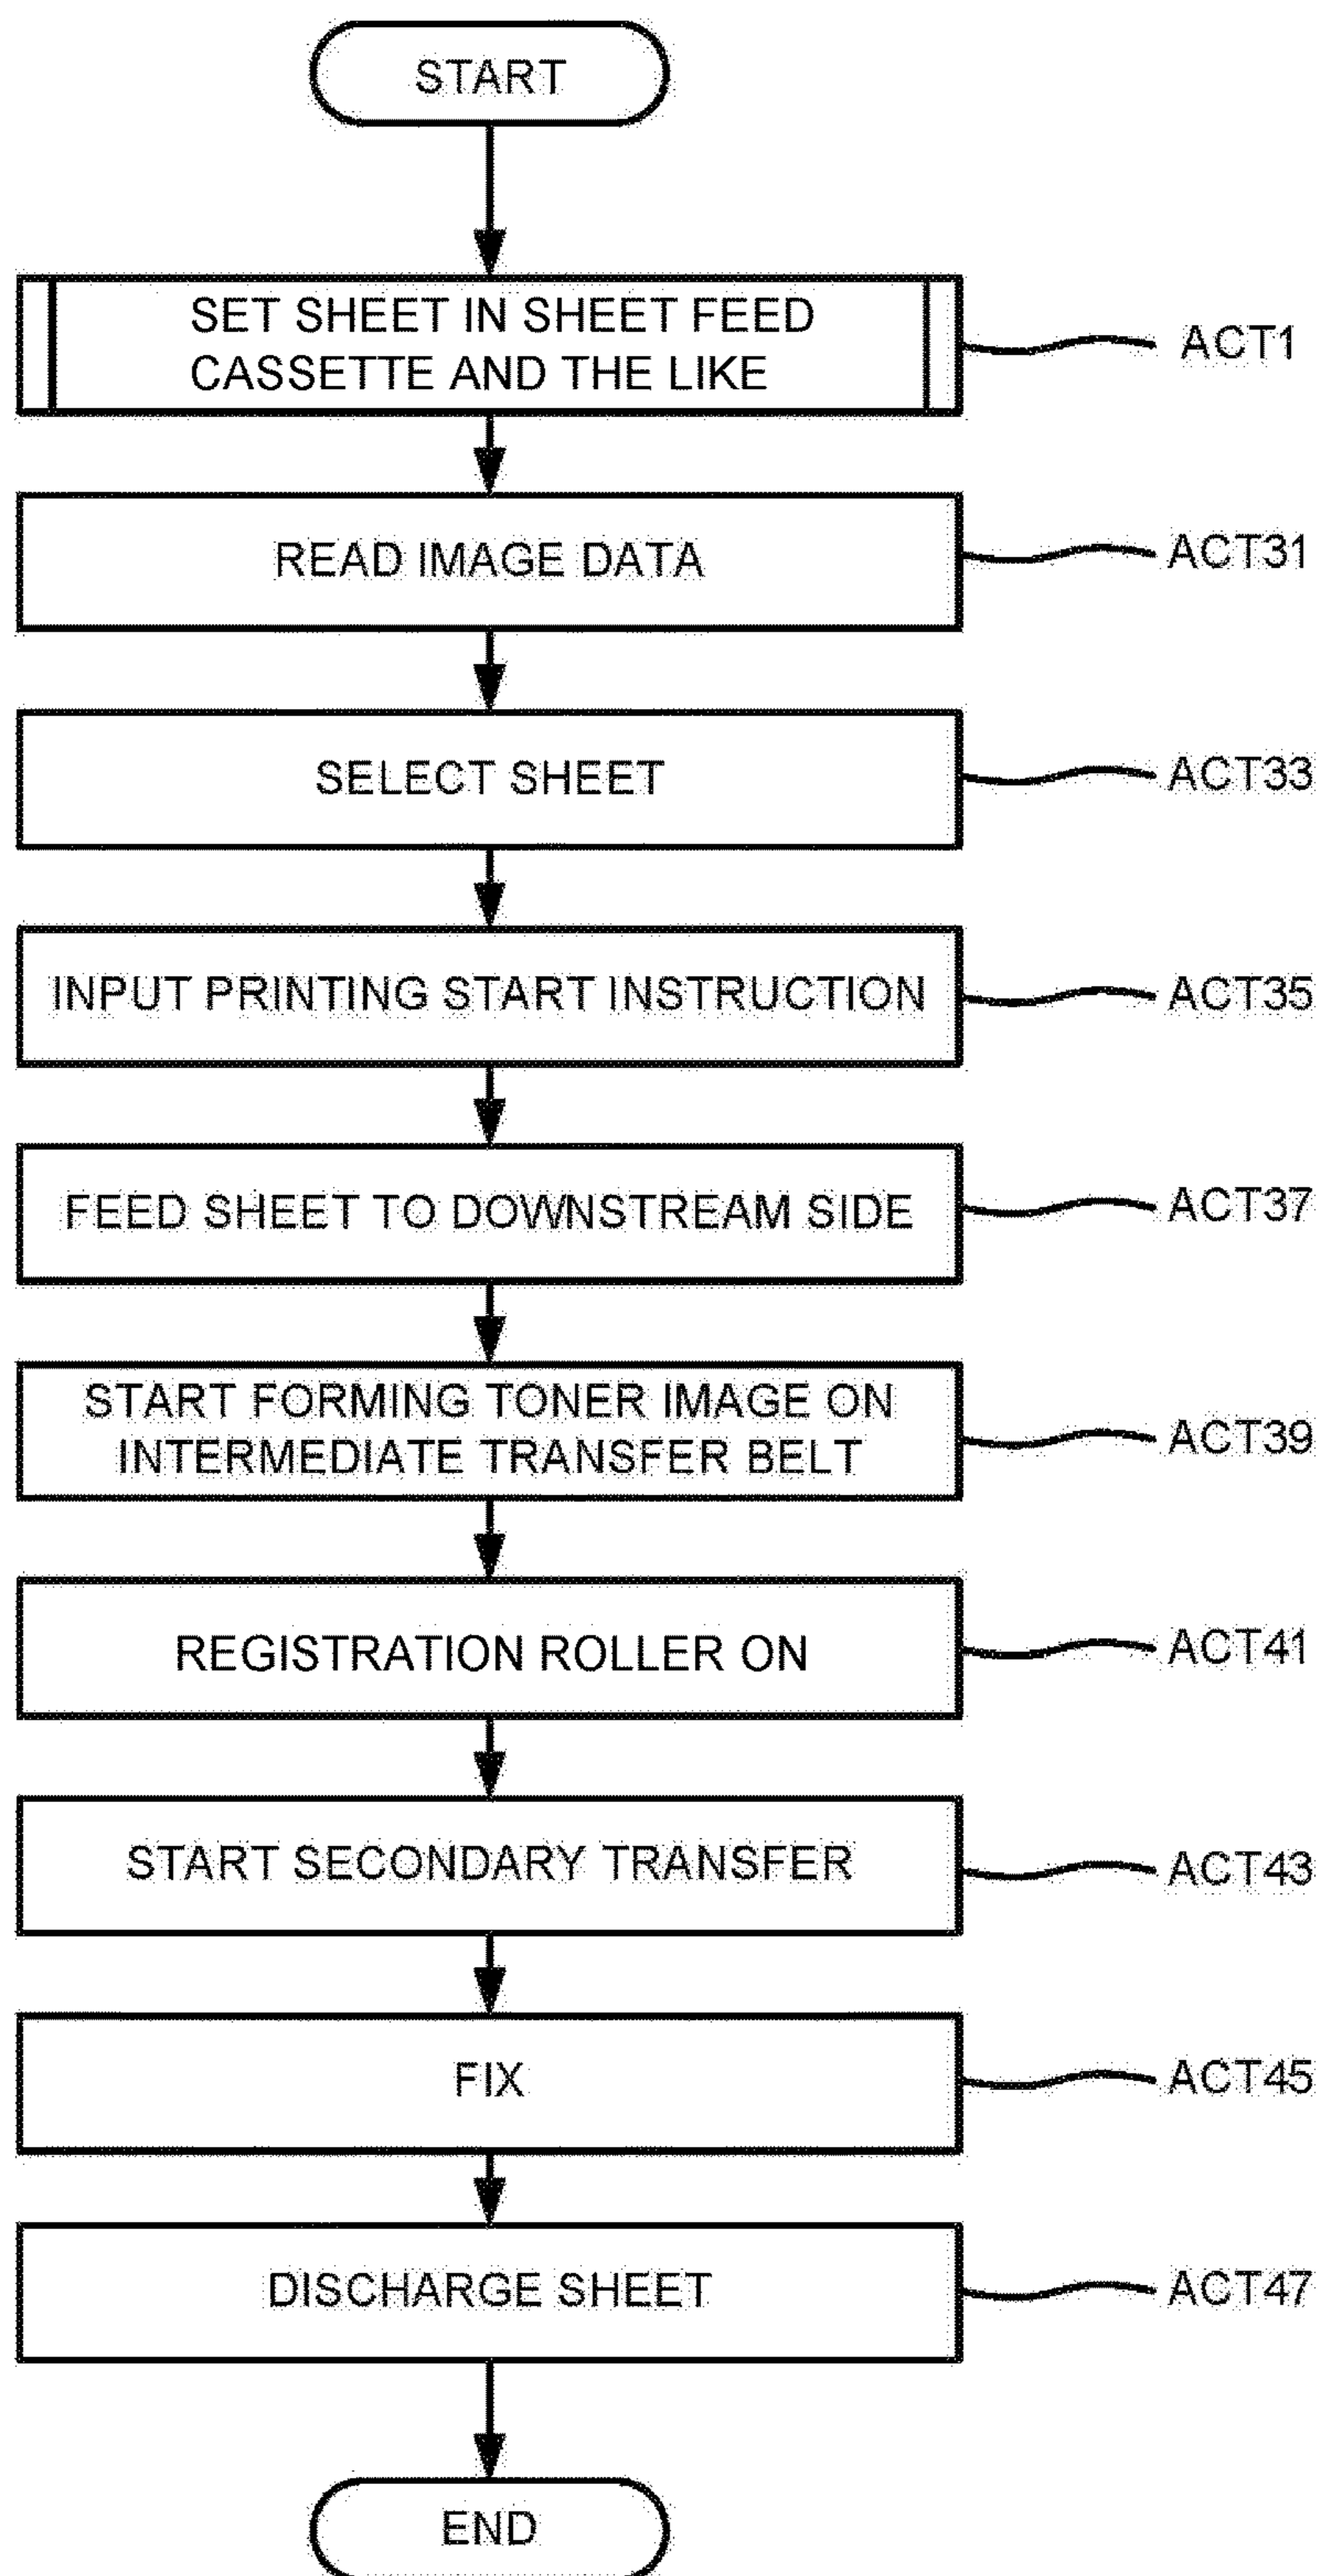 START
SET SHEET IN SHEET FEED
CASSETTE AND THE LIKE
ACT1
READ IMAGE DATA
ACT31
SELECT SHEET
ACT33
INPUT PRINTING START INSTRUCTION
ACT35
FEED SHEET TO DOWNSTREAM SIDE
ACT37
START FORMING TONER IMAGE ON
INTERMEDIATE TRANSFER BELT
ACT39
REGISTRATION ROLLER ON
ACT41
START SECONDARY TRANSFER
ACT43
FIX
ACT45
DISCHARGE SHEET
ACT47
END